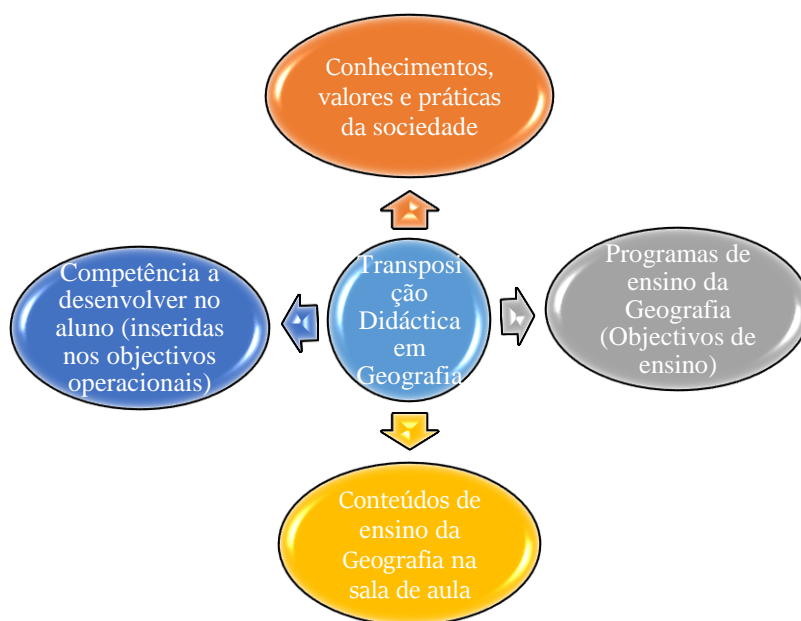 Conhecimentos,
valores e práticas
da sociedade
Competência a
desenvolver no
aluno (inseridas
nos objectivos
operacionais)
Transposi
ção
Didáctica
em
Geografia
Programas de
ensino da
Geografia
(Objectivos de
ensino)
Conteúdos de
ensino da
Geografia na
sala de aula